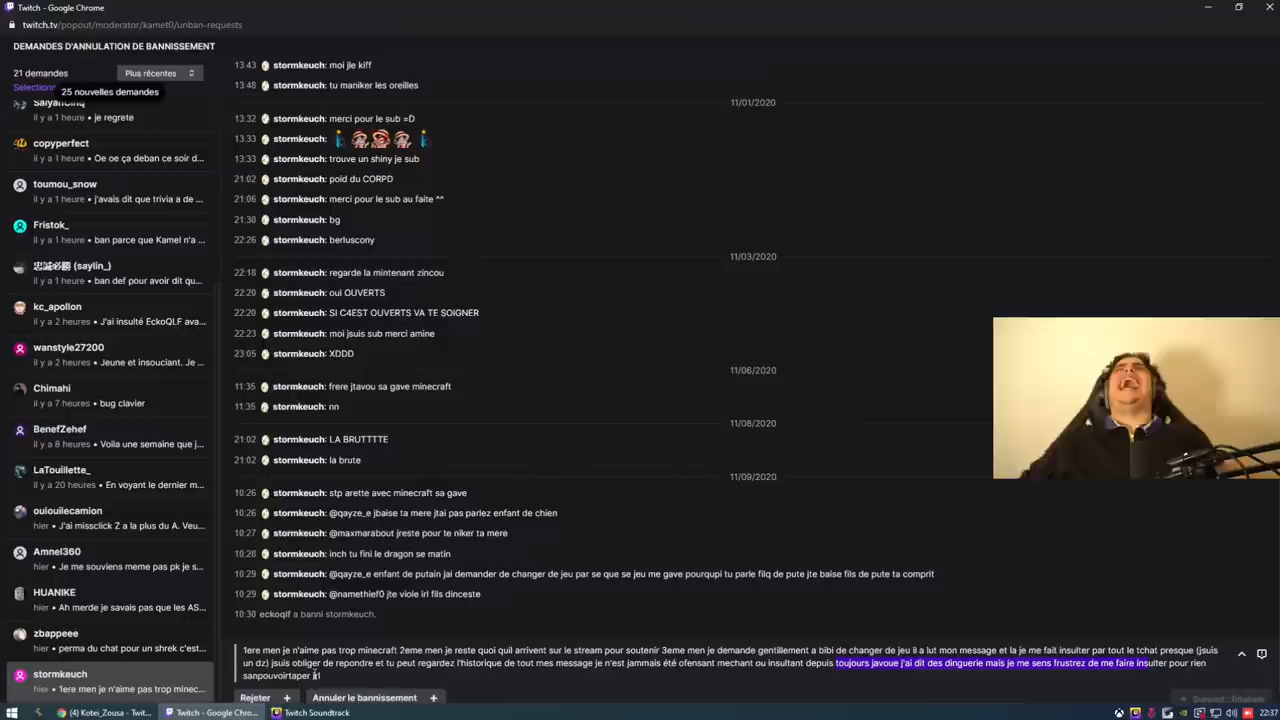 Twitch - Google Chrome
twitch.tv/popout/moderator/kamet0/unban-requests
DEMANDES D'ANNULATION DE BANNISSEMENT
21 demandes
Plus récentes
Sélectionn
25 nouvelles demandes
il y a 1 heure • je regrete
copyperfect
il y a 1 heure • Oe oe ça deban ce soir d...
toumou_snow
il y a 1 heure • j'avais dit que trivia a de ...
Fristok_
il y a 1 heure • ban parce que Kamel n'a ...
忠誠必勝 (saylin_)
il y a 1 heure • ban def pour avoir dit qu...
kc_apollon
il y a 2 heures • J'ai insulté EckoQLF ava...
wanstyle27200
il y a 2 heures • Jeune et insouciant. Je ...
Chimahi
il y a 7 heures • bug clavier
BenefZehef
il y a 8 heures • Voila une semaine que j...
LaTouillette_
il y a 20 heures • En voyant le dernier m...
ouiouilecamion
hier • J'ai missclick Z a la plus du A. Veu...
Amnel360
hier • Je me souviens meme pas pk je s...
HUANIKE
hier • Ah merde je savais pas que les AS...
zbappeee
hier • perma du chat pour un shrek c'est...
stormkeuch
hier • 1ere men je n'aime pas trop minec...
13:43 stormkeuch: moi jle kiff
13:48 stormkeuch: tu maniker les oreilles
11/01/2020
13:32 stormkeuch: merci pour le sub =D
13:33 stormkeuch:
13:33 stormkeuch: trouve un shiny je sub
21:02 stormkeuch: poid du CORPD
21:06 stormkeuch: merci pour le sub au faite ^^
21:30 stormkeuch: bg
22:26 stormkeuch: berluscony
11/03/2020
22:18 stormkeuch: regarde la mintenant zincou
22:20 stormkeuch: oui OUVERTS
22:20 stormkeuch: SI C4EST OUVERTS VA TE SOIGNER
22:23 stormkeuch: moi jsuis sub merci amine
23:05 stormkeuch: XDDD
11/06/2020
11:35 stormkeuch: frere jtavou sa gave minecraft
11:35 stormkeuch: nn
11/08/2020
21:02 stormkeuch: LA BRUTTTTE
21:02 stormkeuch: la brute
11/09/2020
10:26 stormkeuch: stp arette avec minecraft sa gave
10:26 stormkeuch: @qayze_e jbaise ta mere jtai pas parlez enfant de chien
10:27 stormkeuch: @maxmarabout jreste pour te niker ta mere
10:28 stormkeuch: inch tu fini le dragon se matin
10:29 stormkeuch: @qayze_e enfant de putain jai demander de changer de jeu par se que se jeu me gave pourqupi tu parle filq de pute jte baise fils de pute ta comprit
10:29 stormkeuch: @namethief0 jte viole irl fils dinceste
10:30 eckoqlf a banni stormkeuch.
1ere men je n'aime pas trop minecraft 2eme men je reste quoi quil arrivent sur le stream pour soutenir 3eme men je demande gentillement a bibi de changer de jeu il a lut mon message et la je me fait insulter par tout le tchat presque (jsuis
un dz) jsuis obliger de repondre et tu peut regardez l'historique de tout mes message je n'est jammais été ofensant mechant ou insultant depuis toujours javoue j'ai dit des dinguerie mais je me sens frustrez de me faire insulter pour rien
sanpouvoirtaper irl
Rejeter +
Annuler le bannissement +
(4) Kotei_Zousa - Twit...
Twitch - Google Chro...
Twitch Soundtrack
22:37